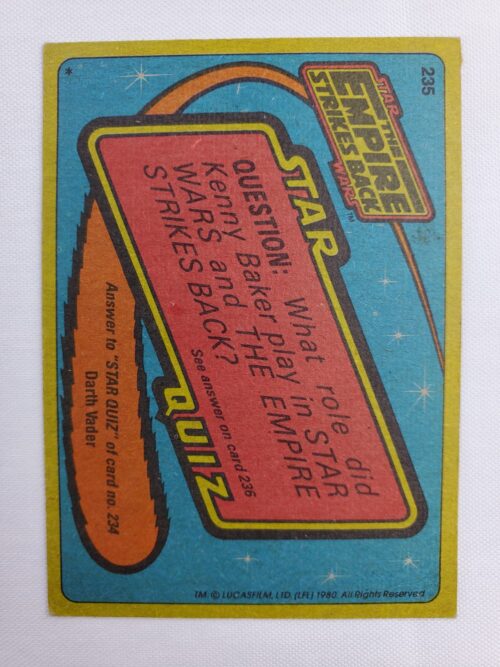 235
STAR
THE
EMPIRE
STRIKES BACK
WARS™
STAR
QUESTION: What role did
Kenny Baker play in STAR
WARS and THE EMPIRE
STRIKES BACK?
See answer on card 236
QUIZ
Answer to "STAR QUIZ" of card no. 234
Darth Vader
*
TM, © LUCASFILM, LTD. (LFL) 1980. All Rights Reserved